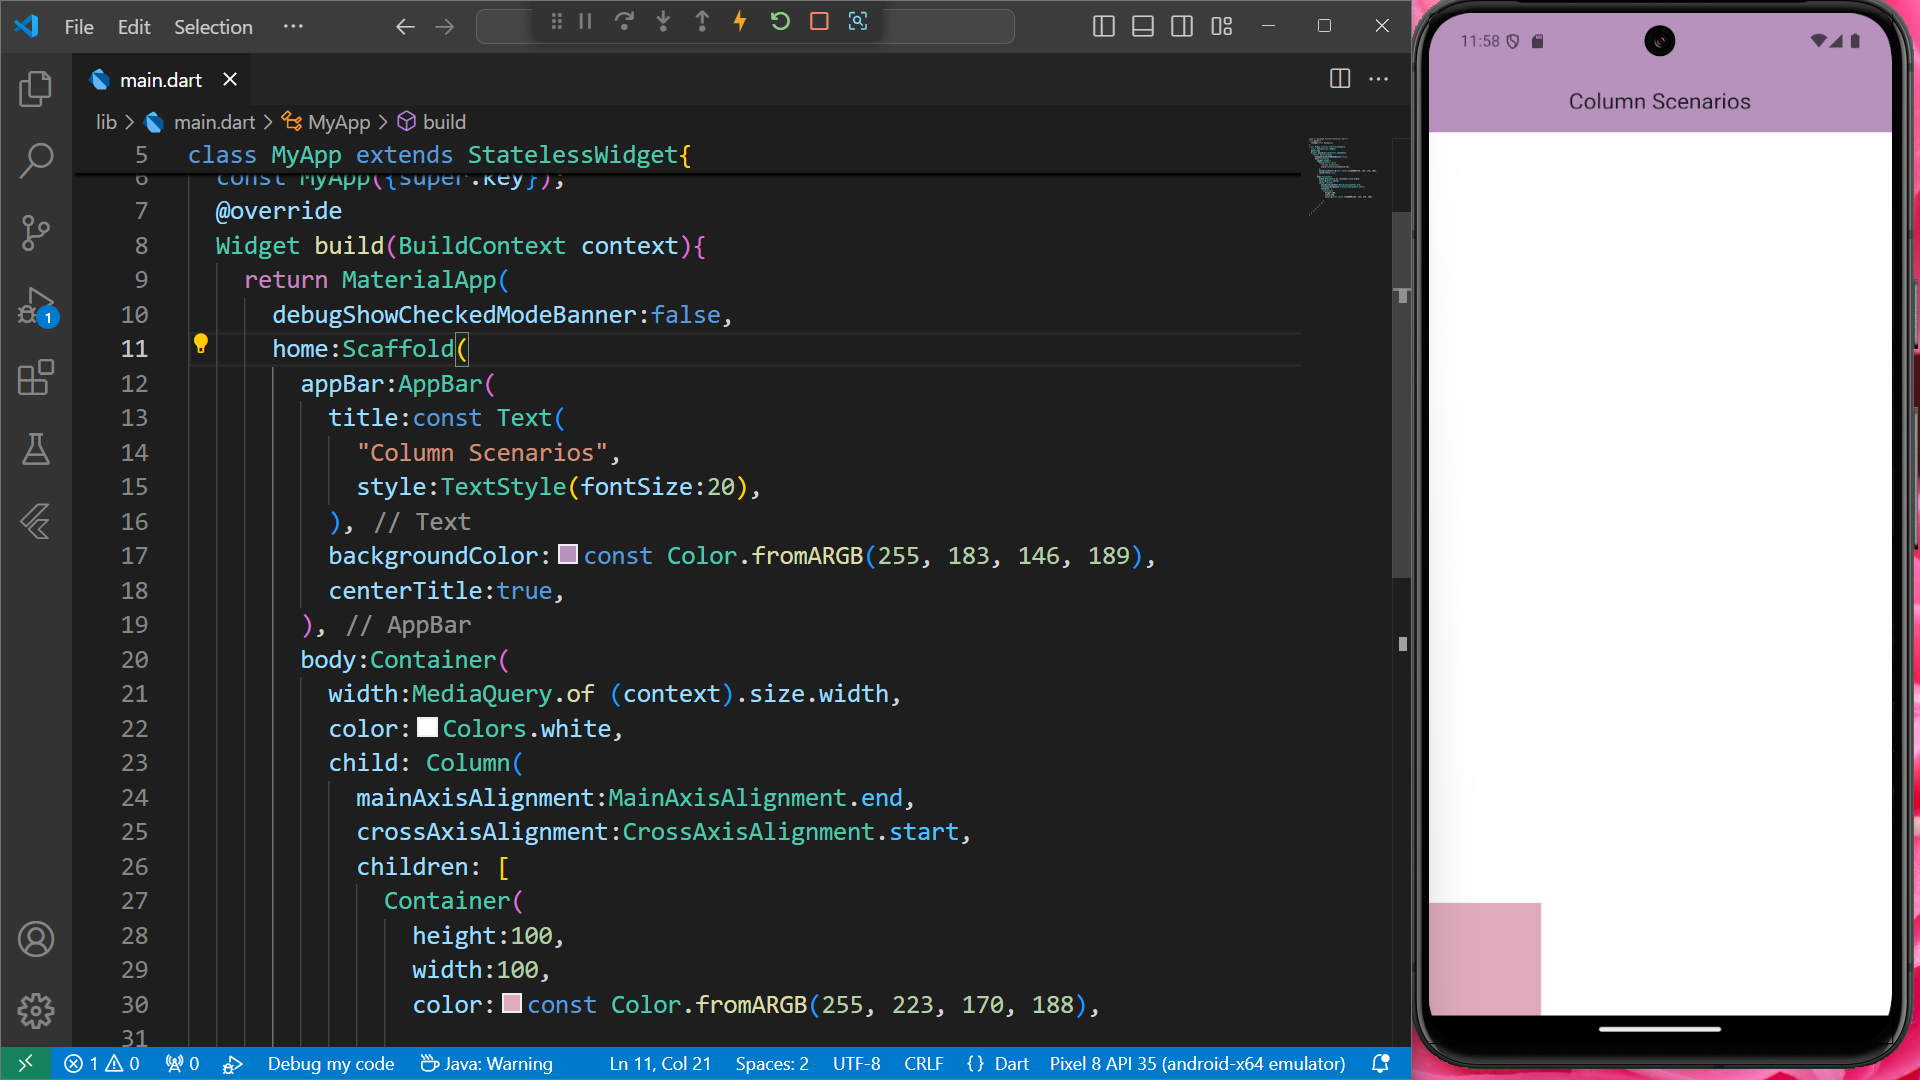 File Edit Selection ···
main.dart
lib > main.dart > MyApp > build
5 class MyApp extends StatelessWidget{
6 const MyApp({super.key});
7 @override
8 Widget build(BuildContext context){
9 return MaterialApp(
10 debugShowCheckedModeBanner:false,
11 home:Scaffold(
12 appBar:AppBar(
13 title:const Text(
14 "Column Scenarios",
15 style:TextStyle(fontSize:20),
16 ), // Text
17 backgroundColor:const Color.fromARGB(255, 183, 146, 189),
18 centerTitle:true,
19 ), // AppBar
20 body:Container(
21 width:MediaQuery.of (context).size.width,
22 color:Colors.white,
23 child: Column(
24 mainAxisAlignment:MainAxisAlignment.end,
25 crossAxisAlignment:CrossAxisAlignment.start,
26 children: [
27 Container(
28 height:100,
29 width:100,
30 color:const Color.fromARGB(255, 223, 170, 188),
31
1
1 0 0 Debug my code Java: Warning Ln 11, Col 21 Spaces: 2 UTF-8 CRLF {} Dart Pixel 8 API 35 (android-x64 emulator)
11:58
Column Scenarios